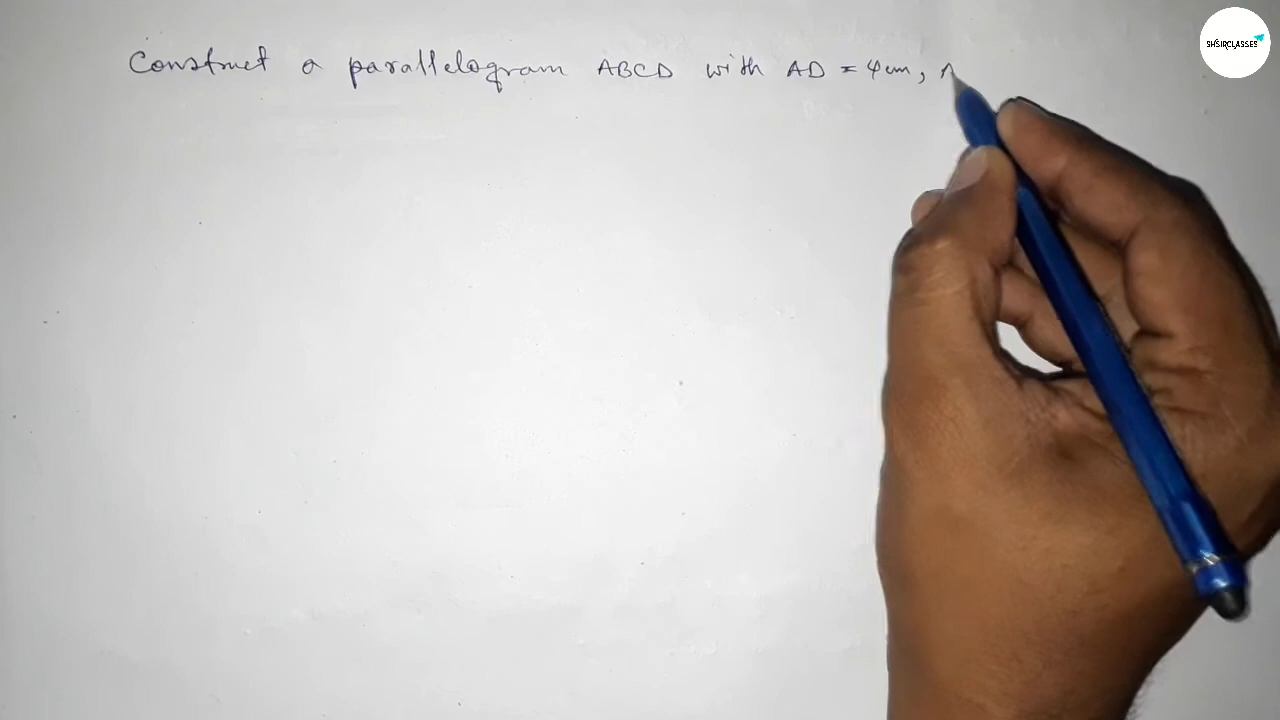 Construct a parallelogram ABCD with AD = 4cm, A
SHSIRCLASSES